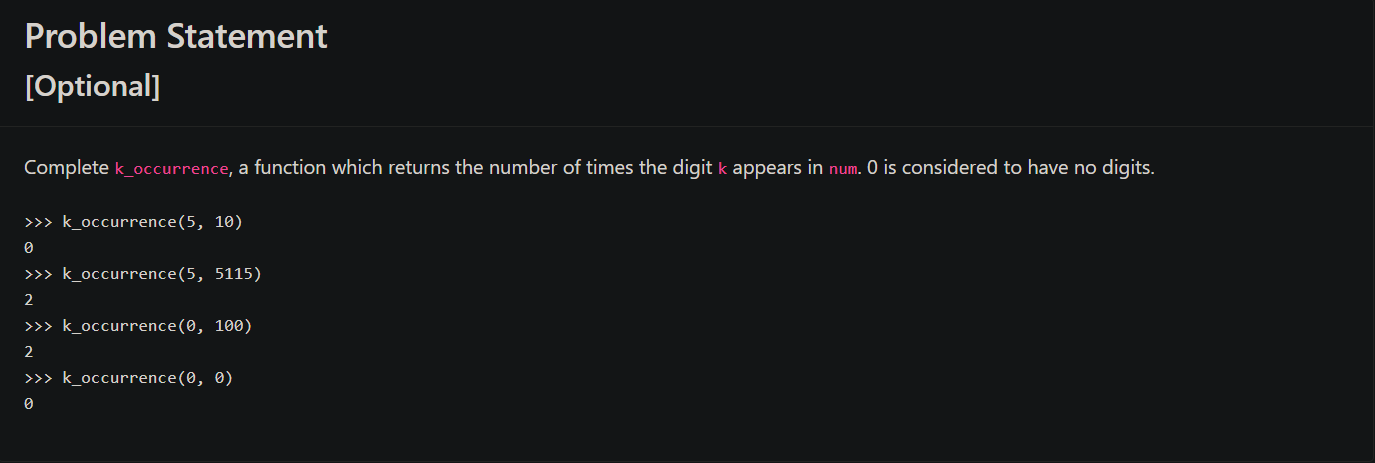 Problem Statement
[Optional]
Complete k_occurrence, a function which returns the number of times the digit k appears in num. 0 is considered to have no digits.
>>> k_occurrence(5, 10)
0
>>> k_occurrence(5, 5115)
2
>>> k_occurrence(0, 100)
2
>>> k_occurrence(0, 0)
0